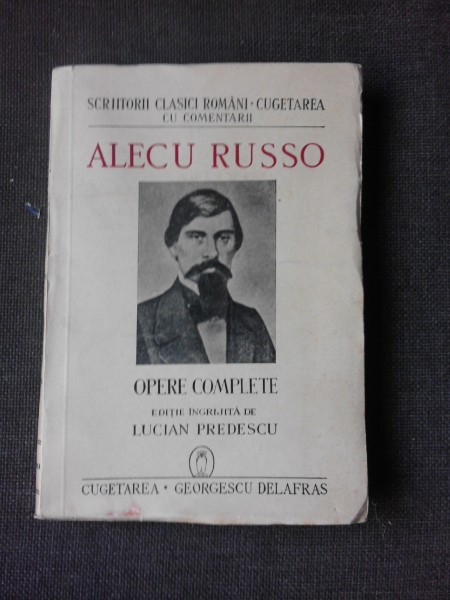 SCRIITORII CLASICI ROMÂNI • CUGETAREA
CU COMENTARII
ALECU RUSSO
OPERE COMPLETE
EDIȚIE ÎNGRIJITĂ DE
LUCIAN PREDESCU
CUGETAREA • GEORGESCU DELAFRAS